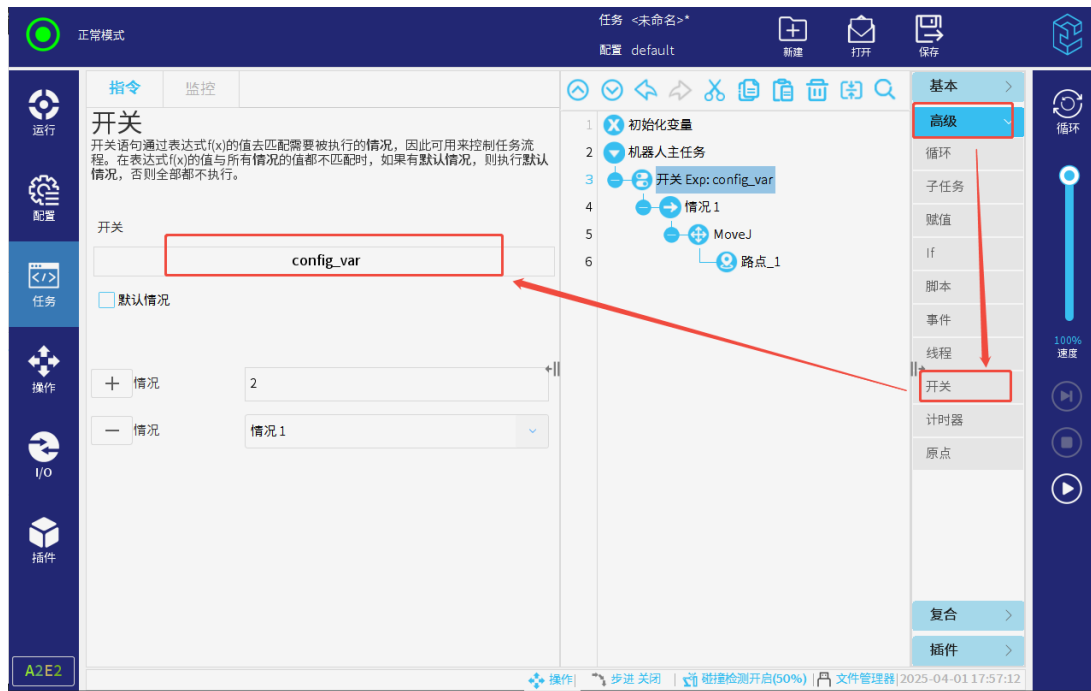 正常模式
任务 <未命名>*
配置 default
新建
打开
保存
运行
配置
任务
操作
I/O
插件
A2E2
指令
监控
开关
开关语句通过表达式f(x)的值去匹配需要被执行的情况，因此可用来控制任务流
程。在表达式f(x)的值与所有情况的值都不匹配时，如果有默认情况，则执行默认
情况，否则全部都不执行。
开关
config_var
默认情况
情况
2
情况
情况 1
1 初始化变量
2 机器人主任务
3 开关 Exp: config_var
4 情况 1
5 MoveJ
6 路点_1
基本
高级
循环
子任务
赋值
If
脚本
事件
线程
开关
计时器
原点
复合
插件
循环
100%
速度
操作
步进 关闭
碰撞检测开启(50%)
文件管理器
2025-04-01 17:57:12